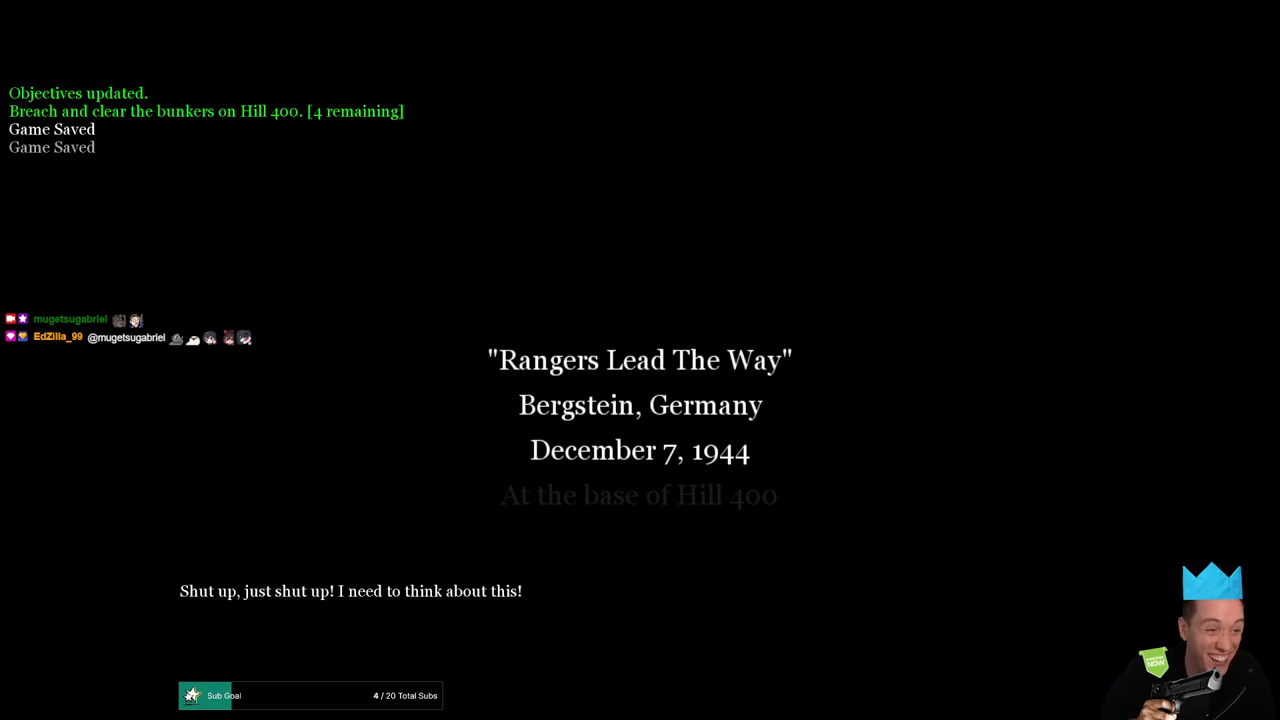 Objectives updated.
Breach and clear the bunkers on Hill 400. [4 remaining]
Game Saved
Game Saved
mugetsugabriel
EdZilla_99 @mugetsugabriel
"Rangers Lead The Way"
Bergstein, Germany
December 7, 1944
At the base of Hill 400
Shut up, just shut up! I need to think about this!
NOW
Sub Goal 4 / 20 Total Subs